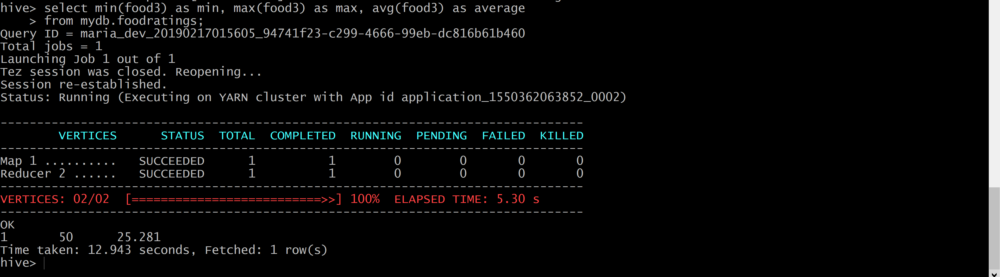 hive> select min(food3) as min, max(food3) as max, avg(food3) as average
    > from mydb.foodratings;
Query ID = maria_dev_20190217015605_94741f23-c299-4666-99eb-dc816b61b460
Total jobs = 1
Launching Job 1 out of 1
Tez session was closed. Reopening...
Session re-established.
Status: Running (Executing on YARN cluster with App id application_1550362063852_0002)
--------------------------------------------------------------------------------
        VERTICES      STATUS  TOTAL  COMPLETED  RUNNING  PENDING  FAILED  KILLED
--------------------------------------------------------------------------------
Map 1 ..........   SUCCEEDED      1          1        0        0       0       0
Reducer 2 ......   SUCCEEDED      1          1        0        0       0       0
--------------------------------------------------------------------------------
VERTICES: 02/02  [==========================>>] 100%  ELAPSED TIME: 5.30 s
--------------------------------------------------------------------------------
OK
1       50      25.281
Time taken: 12.943 seconds, Fetched: 1 row(s)
hive>